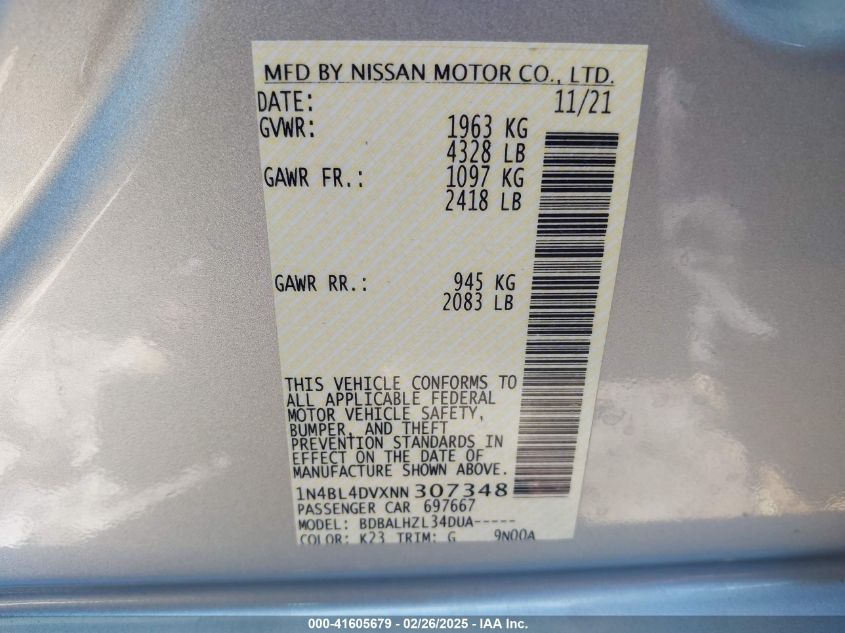 MFD BY NISSAN MOTOR CO., LTD.
DATE: 11/21
GVWR: 1963 KG
4328 LB
GAWR FR.: 1097 KG
2418 LB
GAWR RR.: 945 KG
2083 LB
THIS VEHICLE CONFORMS TO
ALL APPLICABLE FEDERAL
MOTOR VEHICLE SAFETY,
BUMPER, AND THEFT
PREVENTION STANDARDS IN
EFFECT ON THE DATE OF
MANUFACTURE SHOWN ABOVE.
1N4BL4DVXNN307348
PASSENGER CAR 697667
MODEL: BDBALHZL34DUA-----
COLOR: K23 TRIM: G 9N00A
000-41605679 - 02/26/2025 - IAA Inc.